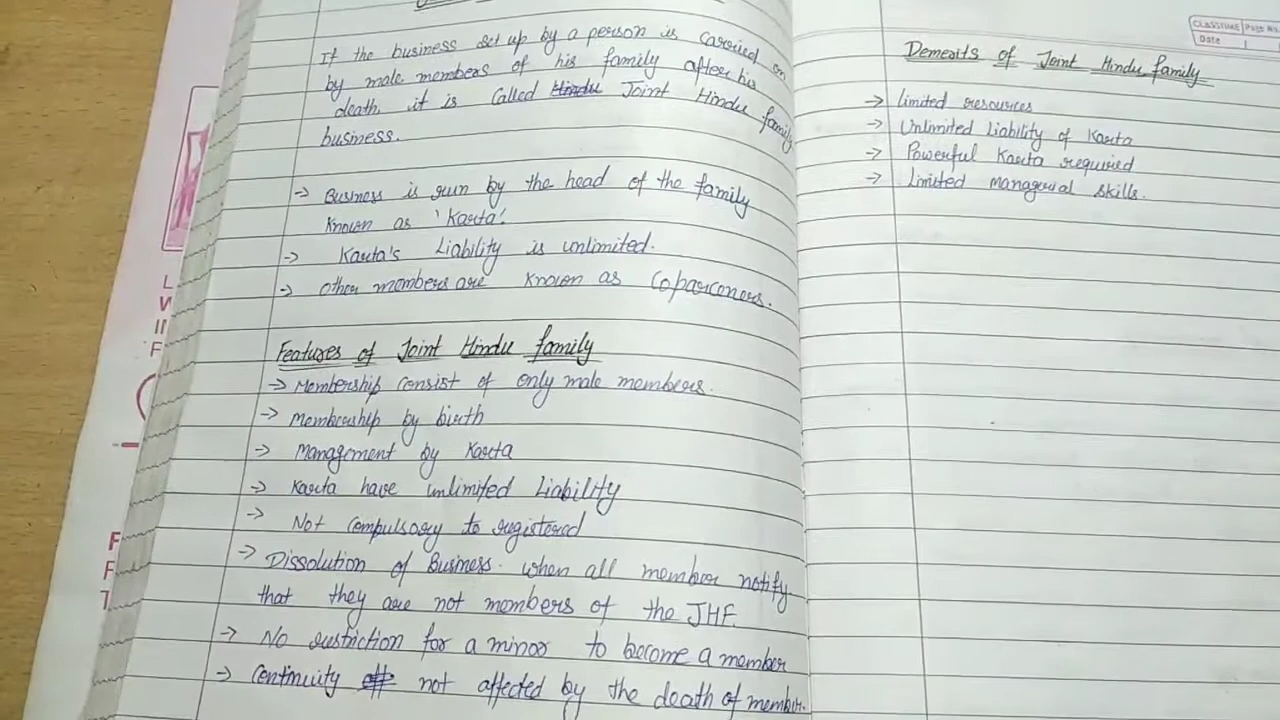 If the business set up by a person is carried on
by male members of his family after his
death, it is called Hindu Joint Hindu family
business.
-> Business is run by the head of the family
known as 'Karta'.
-> Karta's Liability is unlimited.
-> Other members are known as Coparconers.
Features of Joint Hindu family
-> Membership consist of only male members.
-> Membership by birth
-> Management by Karta
-> Karta have unlimited Liability
-> Not Compulsory to registered
-> Dissolution of Business. when all member notify
that they are not members of the JHF.
-> No restriction for a minor to become a member
-> Continuity off not affected by the death of member.
CLASSTIME Page No.
Date
Demerits of Joint Hindu family
-> Limited resources
-> Unlimited Liability of Karta
-> Powerful Karta required
-> Limited managerial skills.
L
W
F
F
F
T